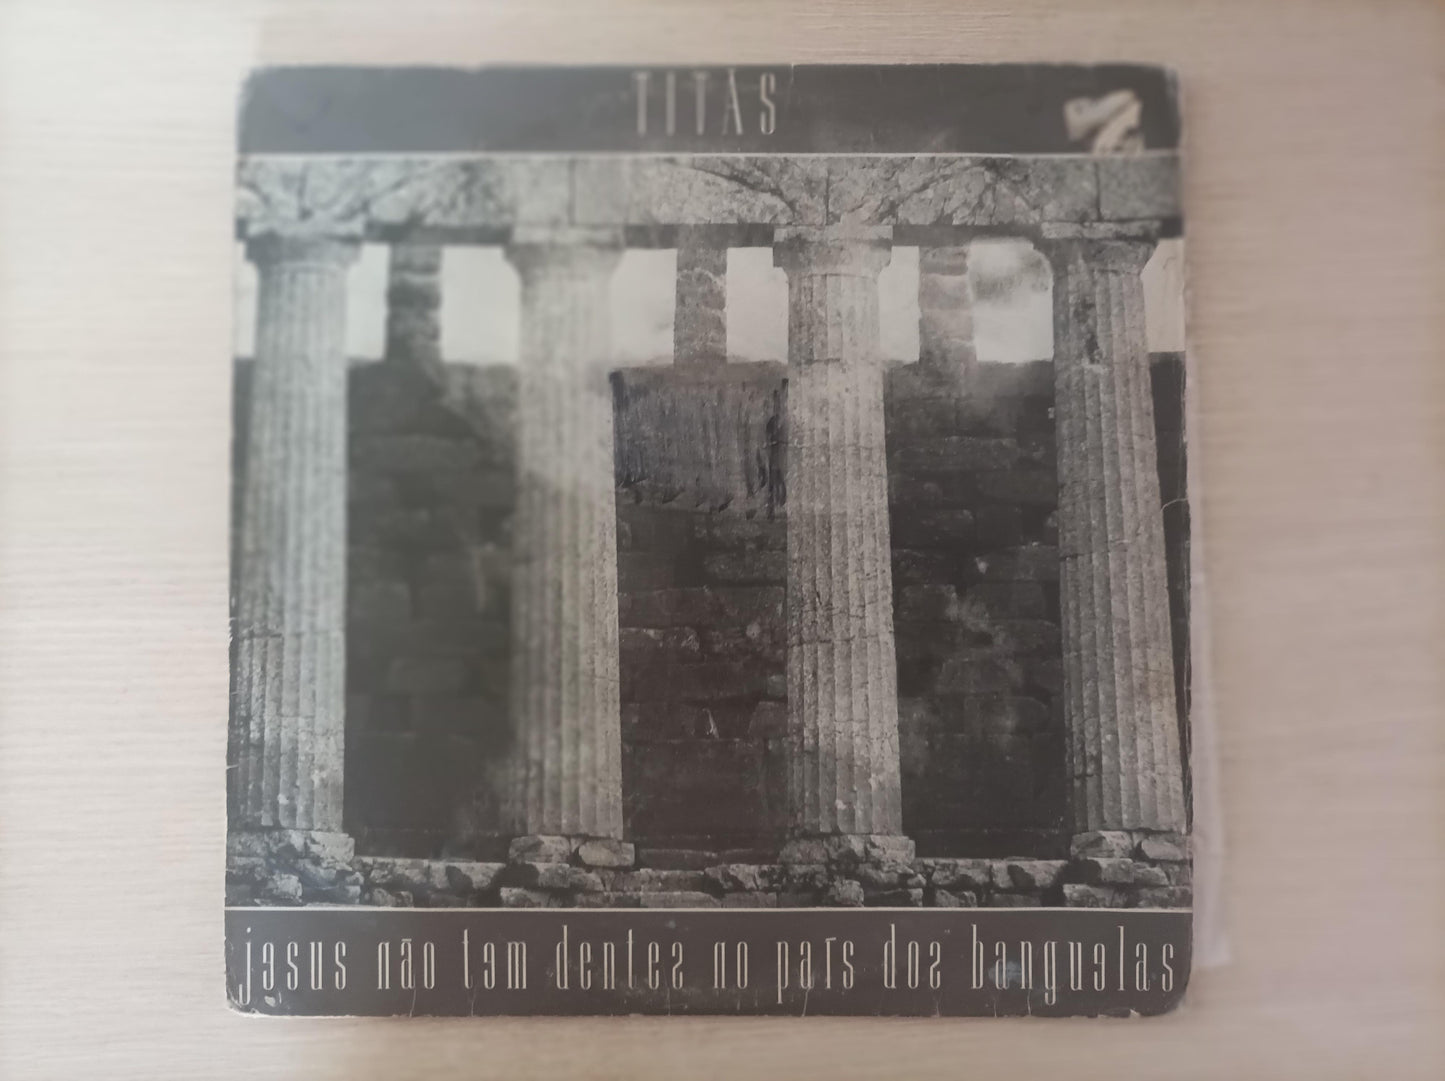 TITÃS
jesus não tem dentes no país dos banguelas